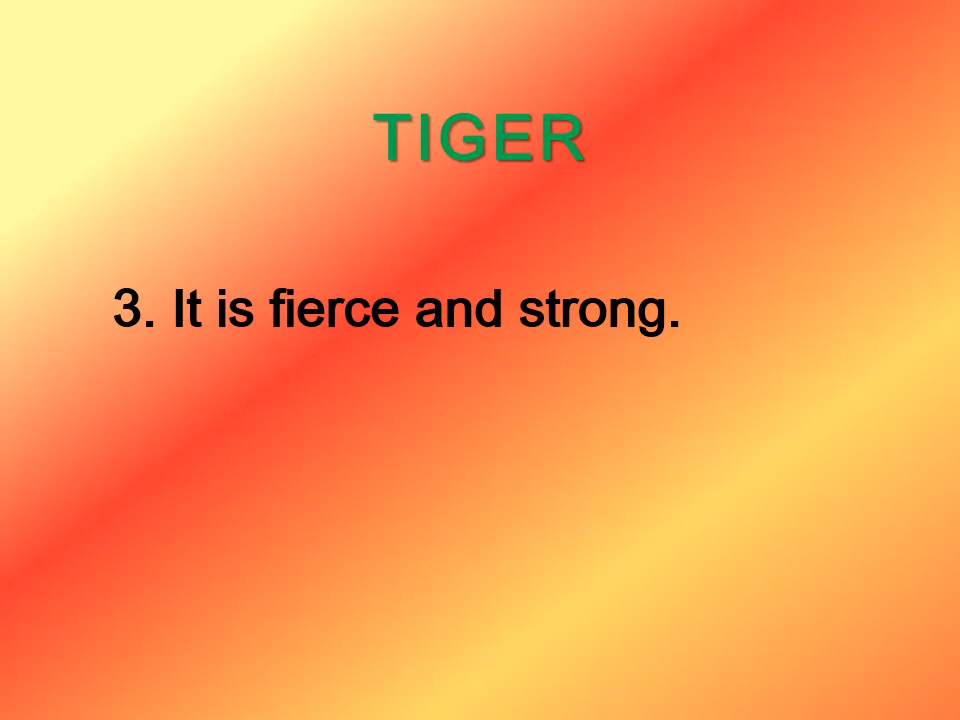 TIGER
3. It is fierce and strong.